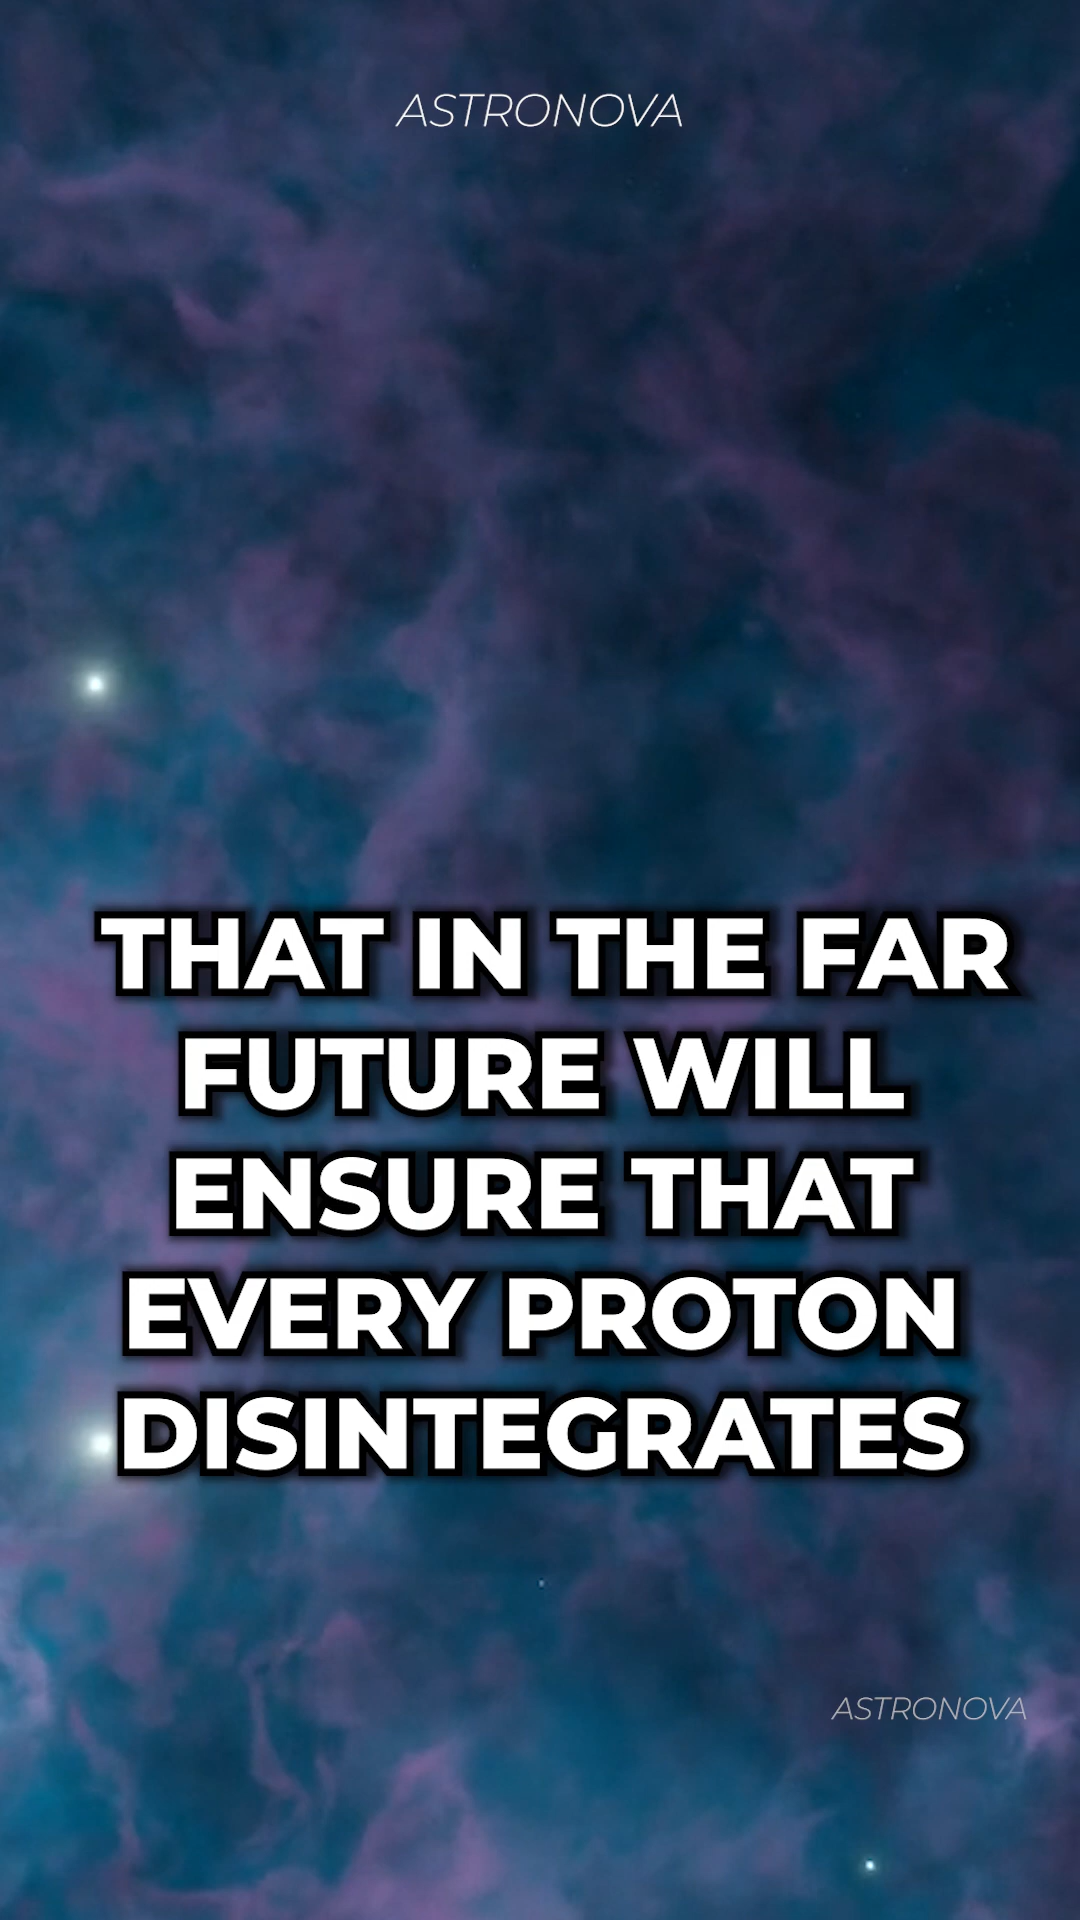 ASTRONOVA
THAT IN THE FAR
FUTURE WILL
ENSURE THAT
EVERY PROTON
DISINTEGRATES
ASTRONOVA